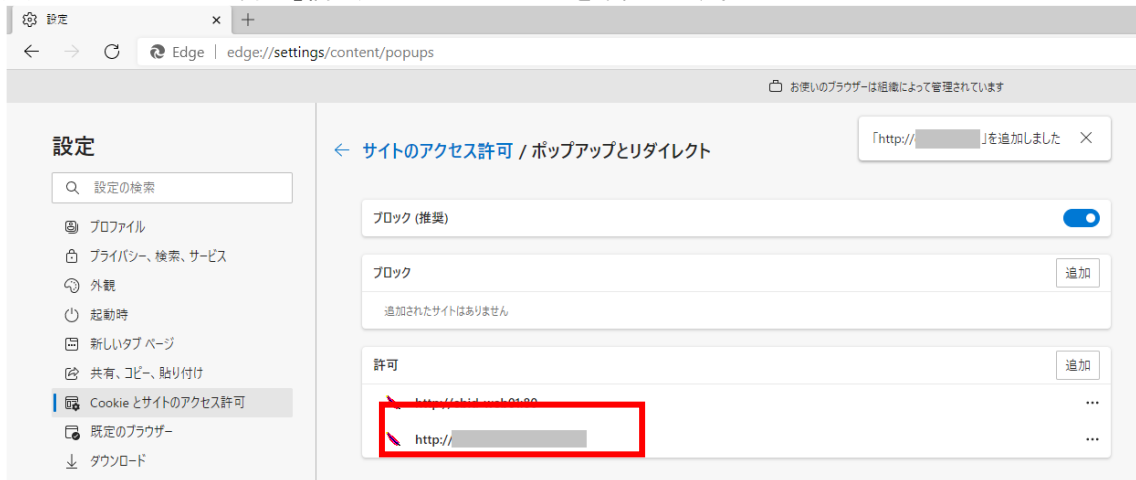 設定
Edge | edge://settings/content/popups
お使いのブラウザーは組織によって管理されています
設定
サイトのアクセス許可 / ポップアップとリダイレクト
「http:// 」を追加しました
設定の検索
プロファイル
ブロック (推奨)
プライバシー、検索、サービス
外観
ブロック
追加
起動時
追加されたサイトはありません
新しいタブ ページ
共有、コピー、貼り付け
許可
追加
Cookie とサイトのアクセス許可
既定のブラウザー
http://
ダウンロード